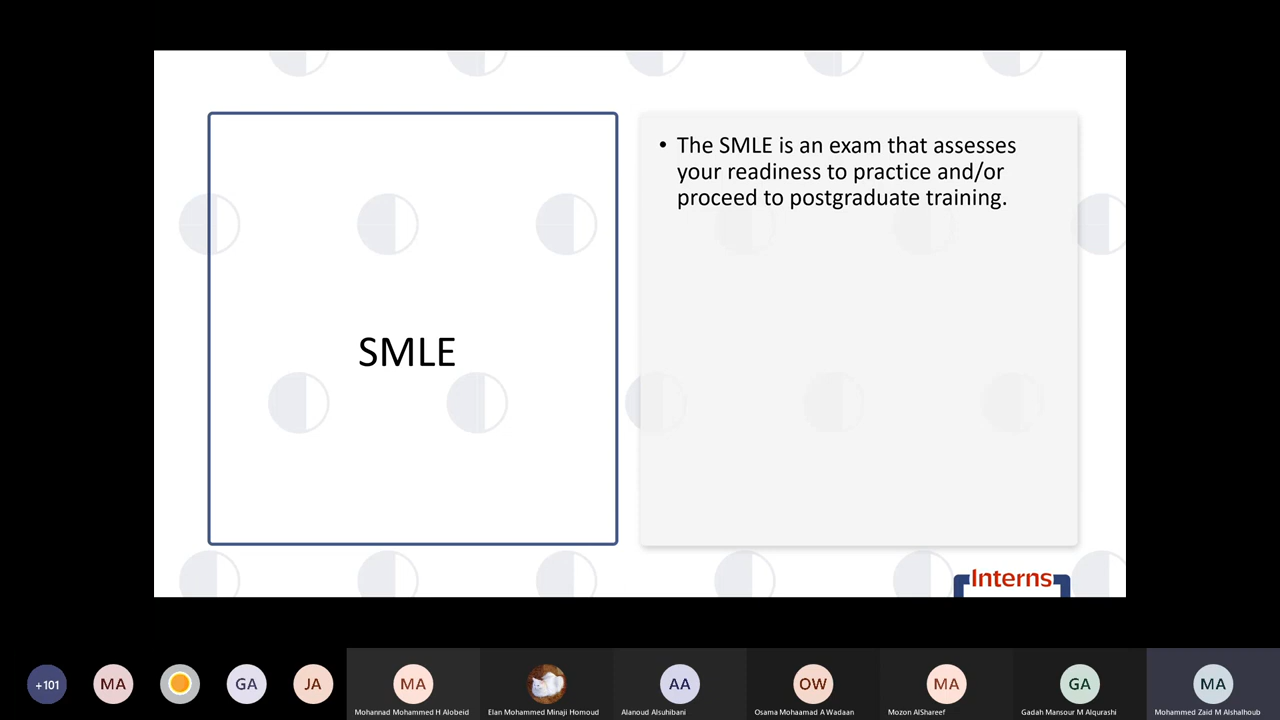 SMLE
• The SMLE is an exam that assesses
your readiness to practice and/or
proceed to postgraduate training.
Interns
+101
MA
GA
JA
MA
AA
OW
MA
GA
MA
Mohannad Mohammed H Alobeid
Elan Mohammed Minaji Homoud
Alanoud Alsuhibani
Osama Mohaamad A Wadaan
Mozon AlShareef
Gadah Mansour M Alqurashi
Mohammed Zaid M Alshalhoub